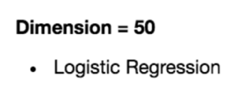 Dimension = 50
• Logistic Regression